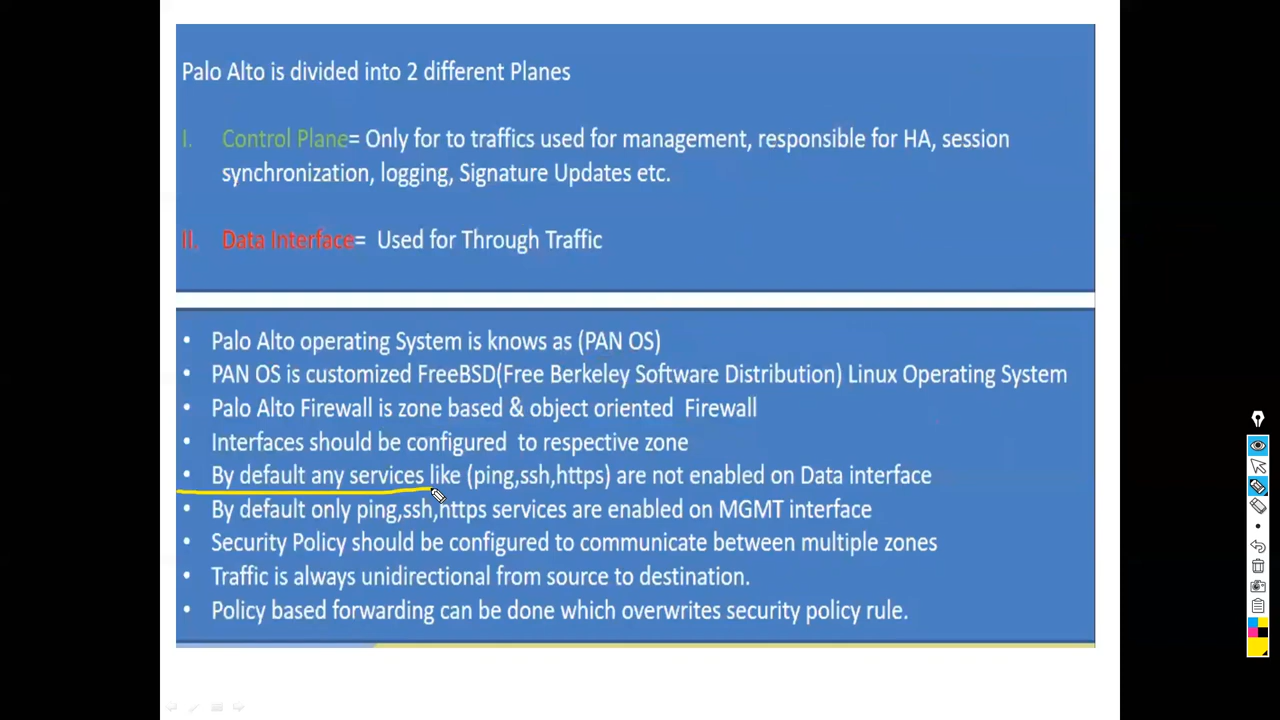 Palo Alto is divided into 2 different Planes
I. Control Plane= Only for to traffics used for management, responsible for HA, session
synchronization, logging, Signature Updates etc.
II. Data Interface= Used for Through Traffic
• Palo Alto operating System is knows as (PAN OS)
• PAN OS is customized FreeBSD(Free Berkeley Software Distribution) Linux Operating System
• Palo Alto Firewall is zone based & object oriented Firewall
• Interfaces should be configured to respective zone
• By default any services like (ping,ssh,https) are not enabled on Data interface
• By default only ping,ssh,https services are enabled on MGMT interface
• Security Policy should be configured to communicate between multiple zones
• Traffic is always unidirectional from source to destination.
• Policy based forwarding can be done which overwrites security policy rule.